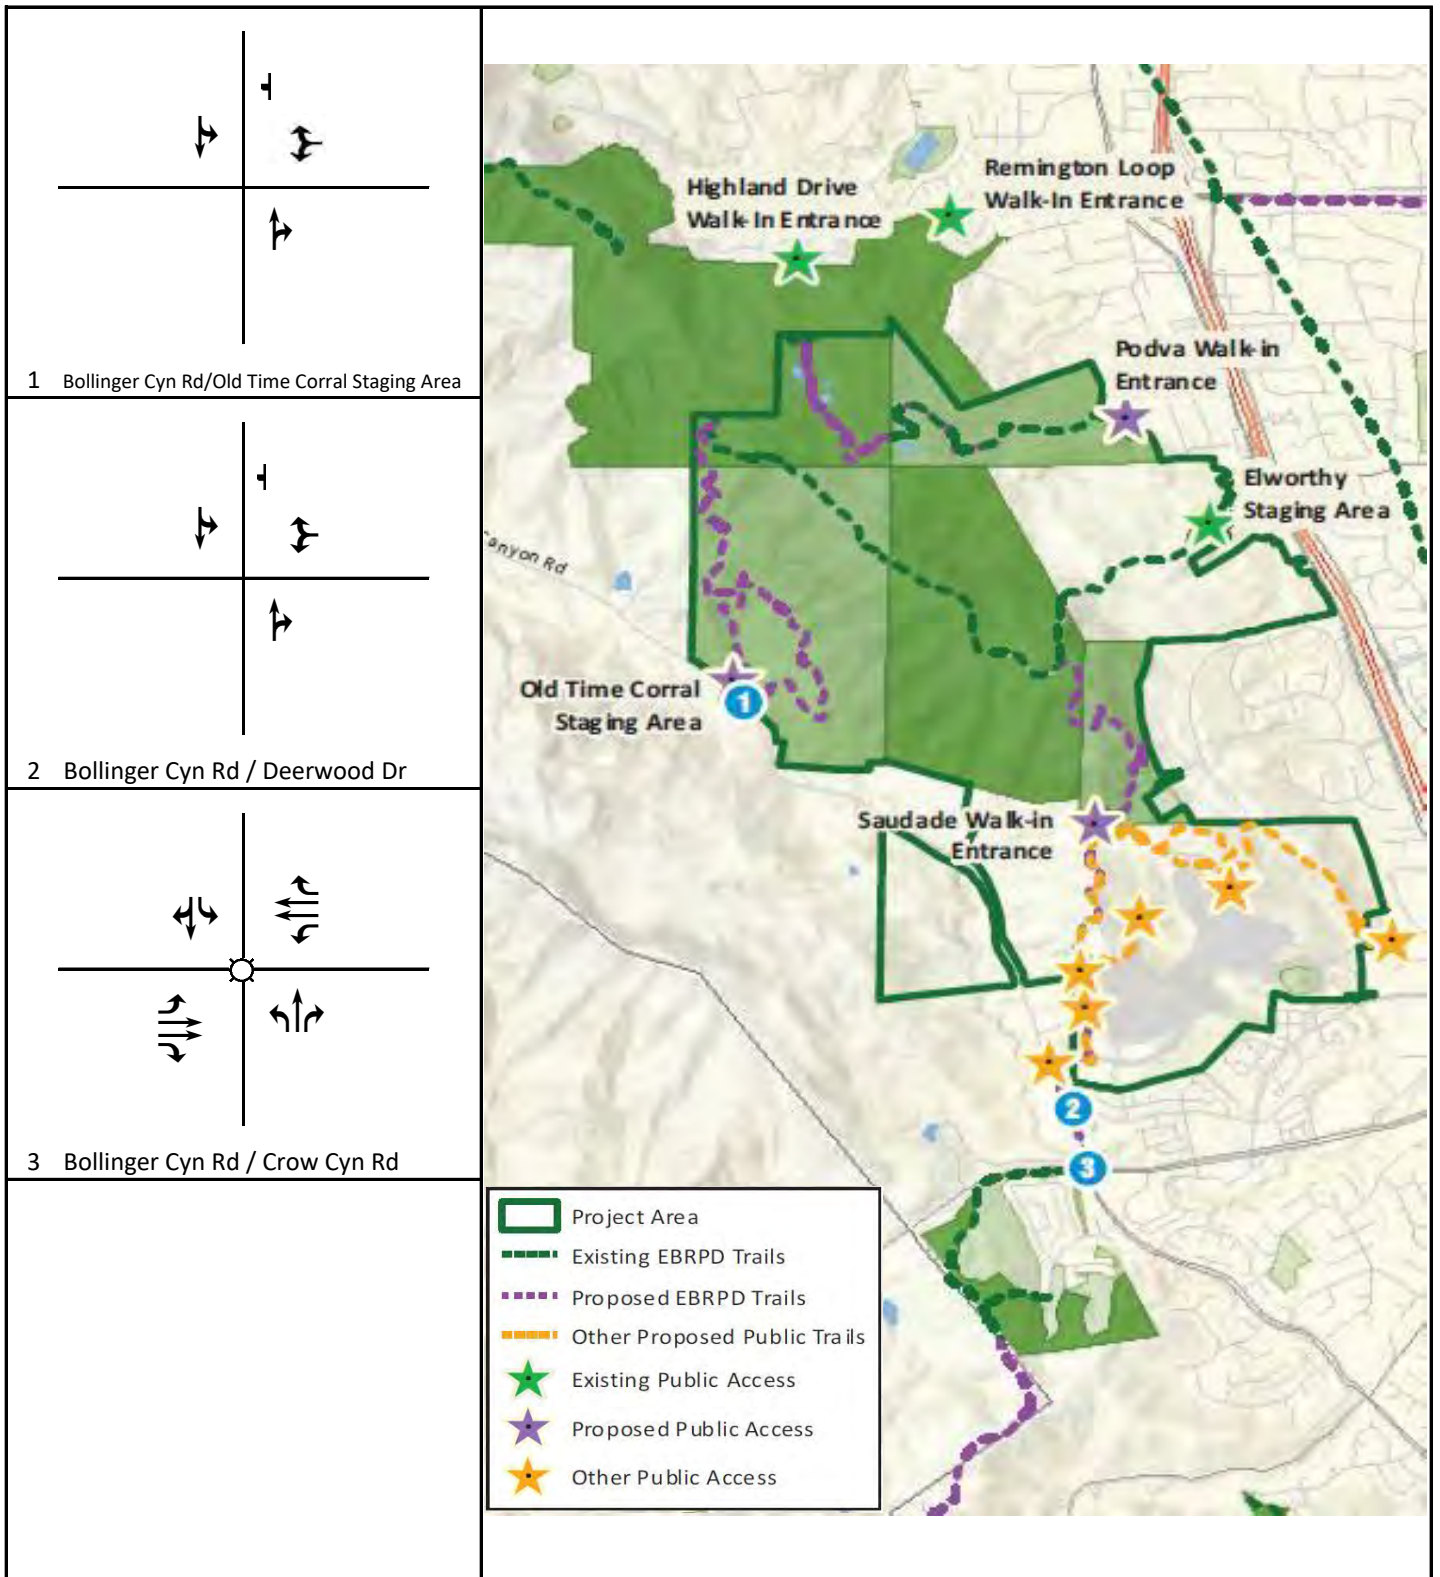 1 Bollinger Cyn Rd/Old Time Corral Staging Area
2 Bollinger Cyn Rd / Deerwood Dr
3 Bollinger Cyn Rd / Crow Cyn Rd
Remington Loop
Walk-In Entrance
Highland Drive
Walk-In Entrance
Podva Walk-in
Entrance
Elworthy
Staging Area
anyon Rd
Old Time Corral
Staging Area
1
Saudade Walk-in
Entrance
2
3
Project Area
Existing EBRPD Trails
Proposed EBRPD Trails
Other Proposed Public Trails
Existing Public Access
Proposed Public Access
Other Public Access